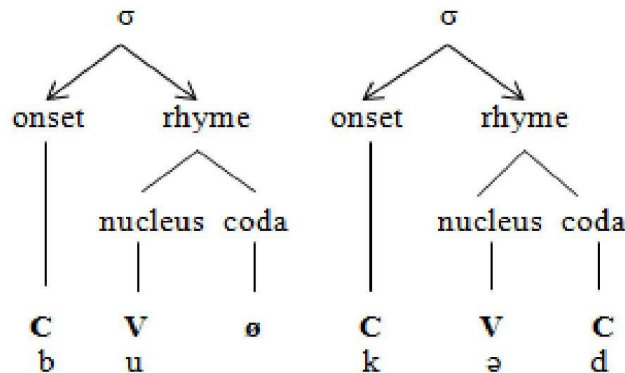 σ σ
onset rhyme onset rhyme
nucleus coda nucleus coda
C V ø C V C
b u k ə d